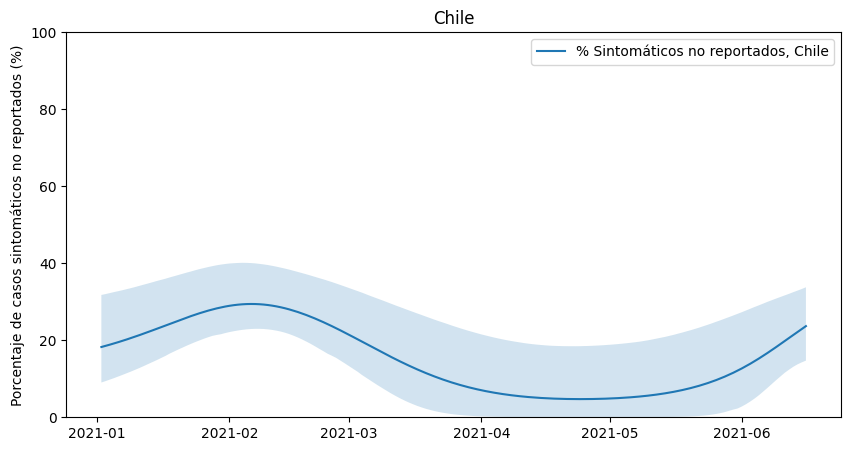 Chile
% Sintomáticos no reportados, Chile
Porcentaje de casos sintomáticos no reportados (%)
100
80
60
40
20
0
2021-01 2021-02 2021-03 2021-04 2021-05 2021-06